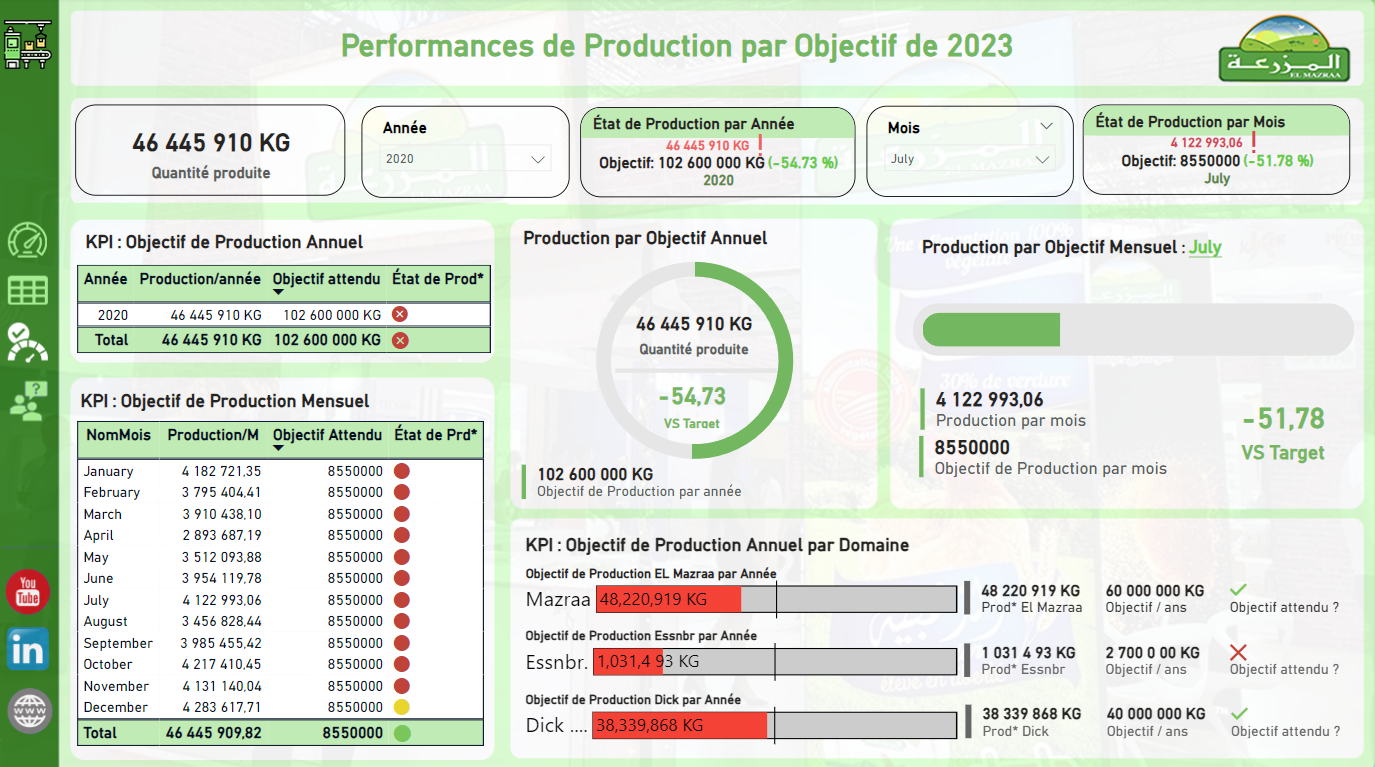 Performances de Production par Objectif de 2023
المزرعة
EL MAZRAA
46 445 910 KG
Quantité produite
Année
2020
État de Production par Année
46 445 910 KG !
Objectif: 102 600 000 KG (-54.73 %)
2020
Mois
July
État de Production par Mois
4 122 993,06 !
Objectif: 8550000 (-51.78 %)
July
KPI : Objectif de Production Annuel
Année Production/année Objectif attendu État de Prod*
2020 46 445 910 KG 102 600 000 KG
Total 46 445 910 KG 102 600 000 KG
KPI : Objectif de Production Mensuel
NomMois Production/M Objectif Attendu État de Prd*
January 4 182 721,35 8550000
February 3 795 404,41 8550000
March 3 910 438,10 8550000
April 2 893 687,19 8550000
May 3 512 093,88 8550000
June 3 954 119,78 8550000
July 4 122 993,06 8550000
August 3 456 828,44 8550000
September 3 985 455,42 8550000
October 4 217 410,45 8550000
November 4 131 140,04 8550000
December 4 283 617,71 8550000
Total 46 445 909,82 8550000
Production par Objectif Annuel
46 445 910 KG
Quantité produite
-54,73
VS Target
102 600 000 KG
Objectif de Production par année
Production par Objectif Mensuel : July
4 122 993,06
Production par mois
8550000
Objectif de Production par mois
-51,78
VS Target
KPI : Objectif de Production Annuel par Domaine
Objectif de Production EL Mazraa par Année
Mazraa 48,220,919 KG
48 220 919 KG
Prod* El Mazraa
60 000 000 KG
Objectif / ans
Objectif attendu ?
Objectif de Production Essnbr par Année
Essnbr. 1,031,4 93 KG
1 031 4 93 KG
Prod* Essnbr
2 700 0 00 KG
Objectif / ans
Objectif attendu ?
Objectif de Production Dick par Année
Dick .... 38,339,868 KG
38 339 868 KG
Prod* Dick
40 000 000 KG
Objectif / ans
Objectif attendu ?
You
Tube
in
www